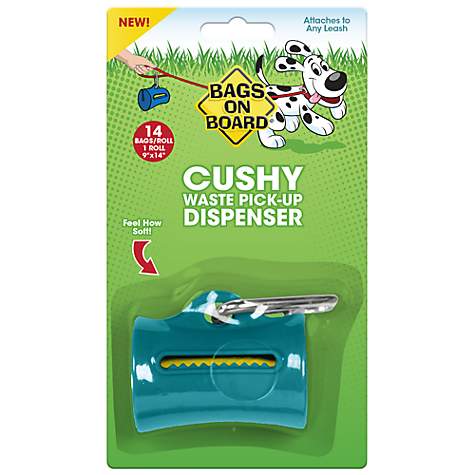 NEW!
Attaches to
Any Leash
BAGS
ON
BOARD
14
BAGS/ROLL
1 ROLL
9"x14"
CUSHY
WASTE PICK-UP
DISPENSER
Feel How
Soft!